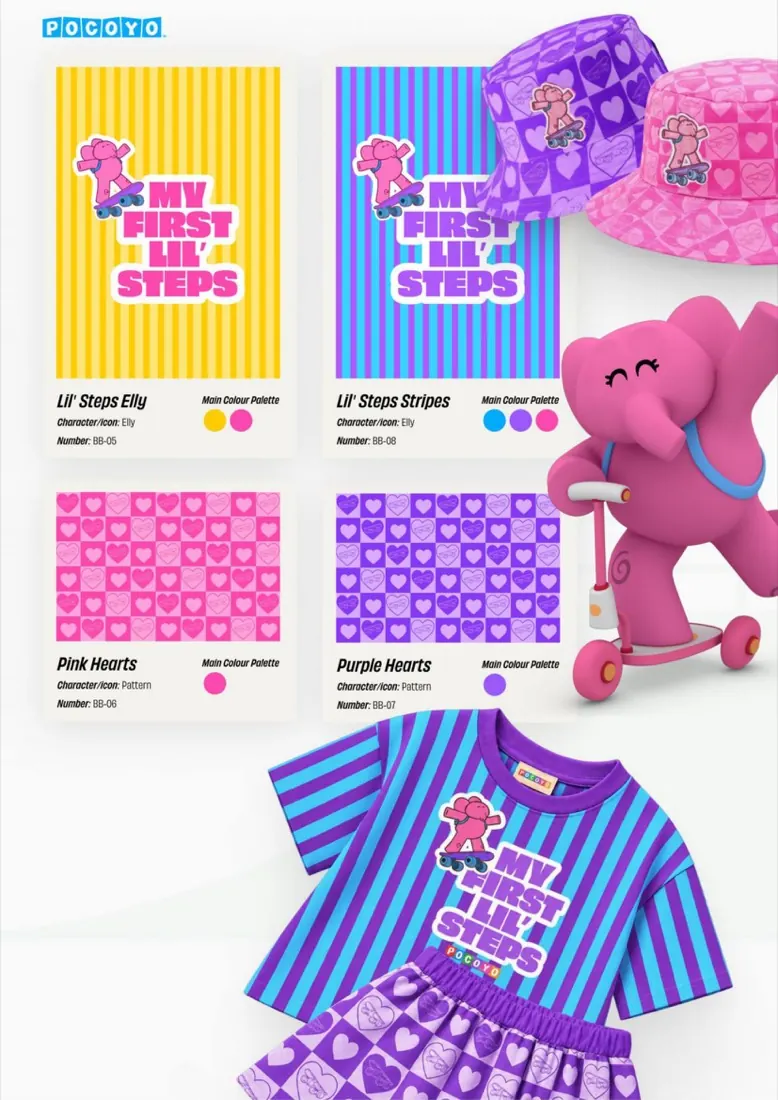 POCOYO
MY
FIRST
LIL'
STEPS
MY
FIRST
LIL'
STEPS
Lil' Steps Elly
Main Colour Palette
Character/icon: Elly
Number: BB-05
Lil' Steps Stripes
Main Colour Palette
Character/icon: Elly
Number: BB-08
Pink Hearts
Main Colour Palette
Character/icon: Pattern
Number: BB-06
Purple Hearts
Main Colour Palette
Character/icon: Pattern
Number: BB-07
POCOYO
MY
FIRST
LIL'
STEPS
POCOYO